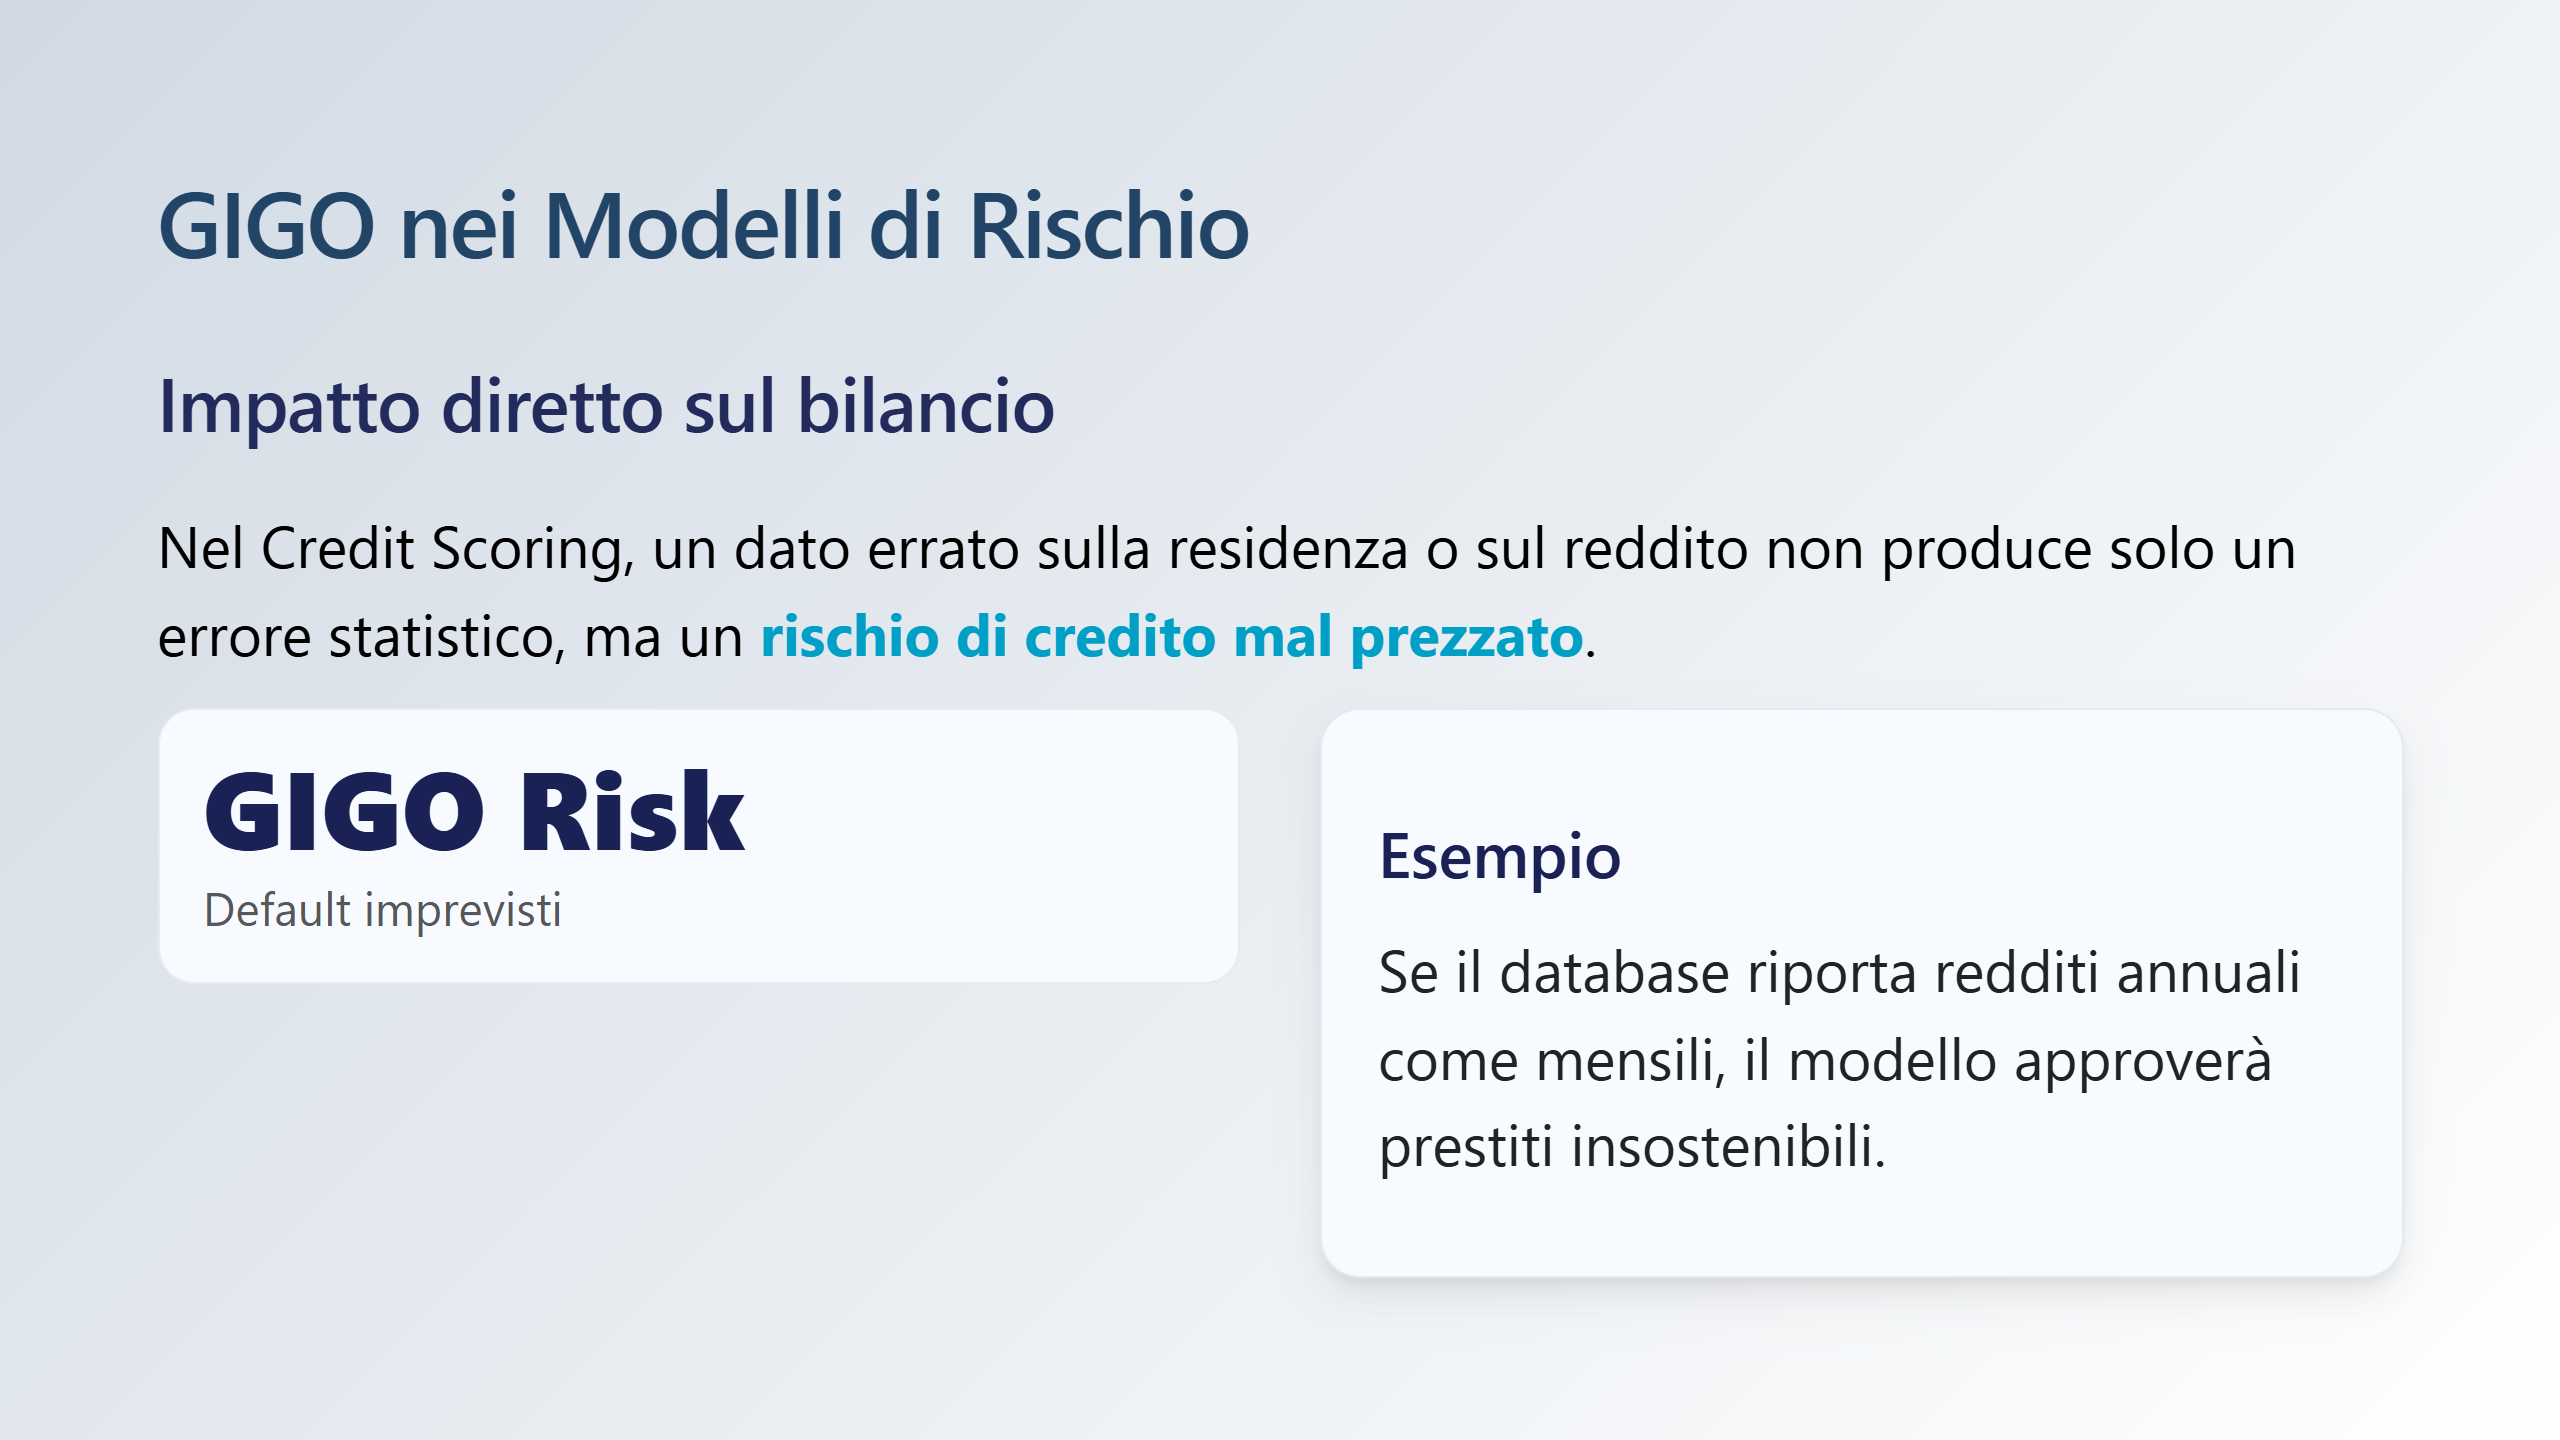 GIGO nei Modelli di Rischio
Impatto diretto sul bilancio
Nel Credit Scoring, un dato errato sulla residenza o sul reddito non produce solo un
errore statistico, ma un rischio di credito mal prezzato.
GIGO Risk
Default imprevisti
Esempio
Se il database riporta redditi annuali
come mensili, il modello approverà
prestiti insostenibili.